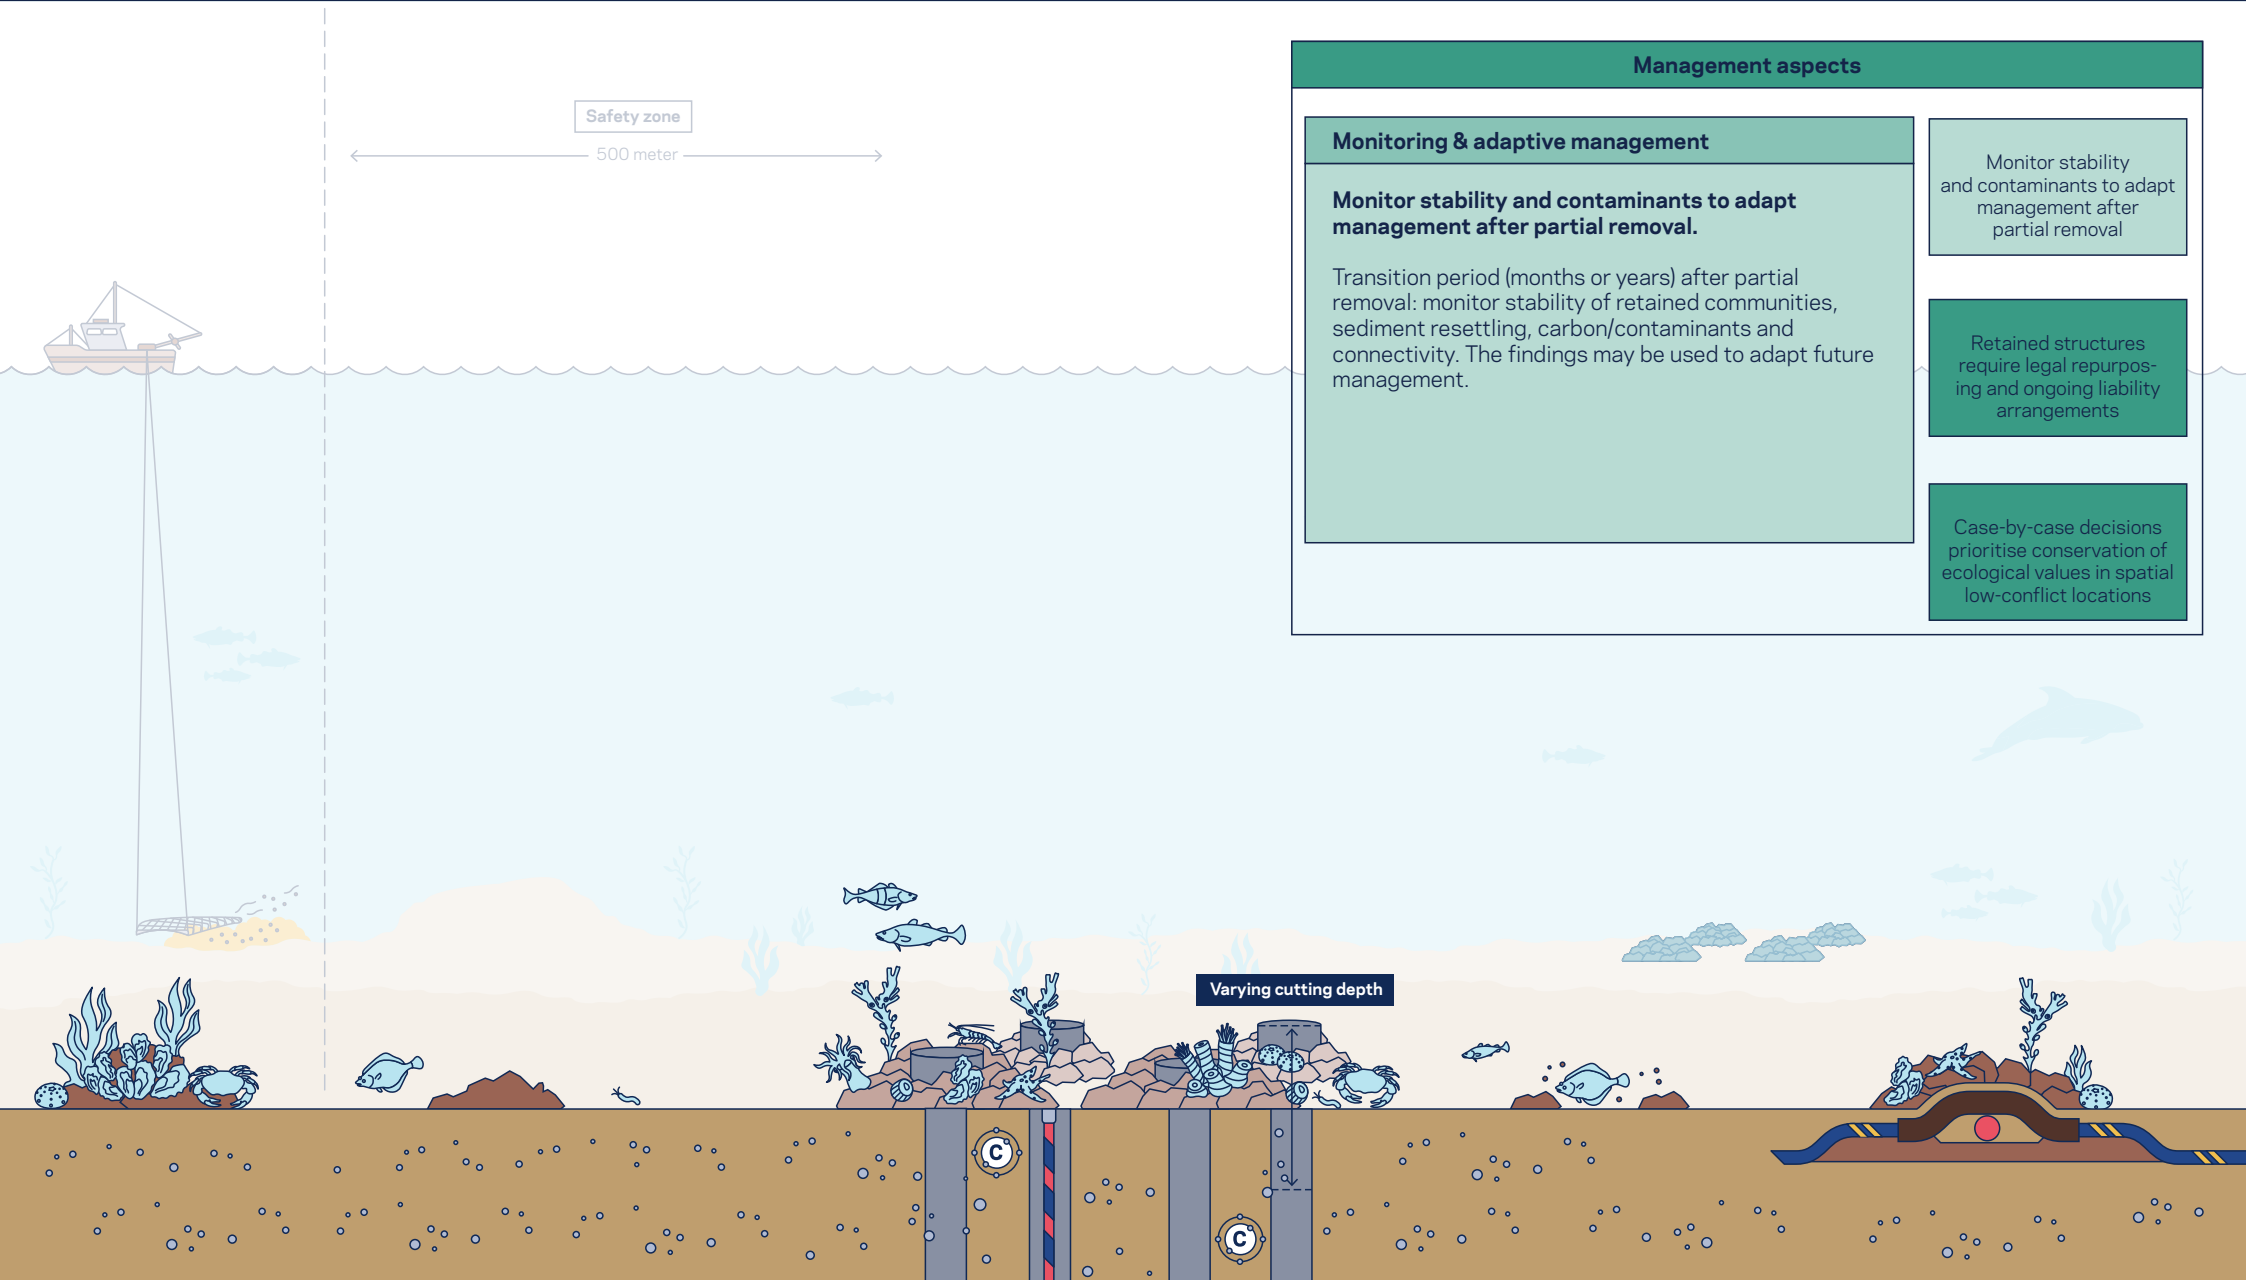 Management aspects
Safety zone
500 meter
Monitoring & adaptive management
Monitor stability and contaminants to adapt
management after partial removal.
Transition period (months or years) after partial
removal: monitor stability of retained communities,
sediment resettling, carbon/contaminants and
connectivity. The findings may be used to adapt future
management.
Monitor stability
and contaminants to adapt
management after
partial removal
Retained structures
require legal repurpos-
ing and ongoing liability
arrangements
Case-by-case decisions
prioritise conservation of
ecological values in spatial
low-conflict locations
Varying cutting depth
C
C